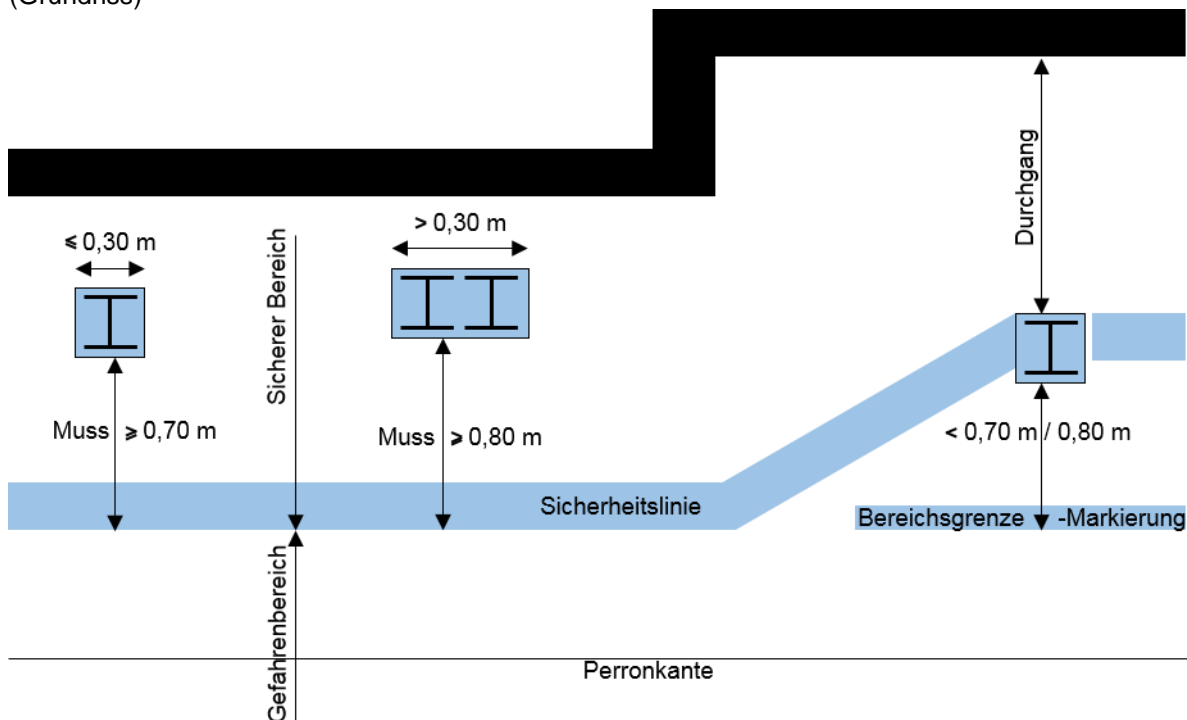 (Grundriss)
≤ 0,30 m
> 0,30 m
Durchgang
Sicherer Bereich
Muss ≥ 0,70 m
Muss ≥ 0,80 m
< 0,70 m / 0,80 m
Sicherheitslinie
Bereichsgrenze -Markierung
Gefahrenbereich
Perronkante